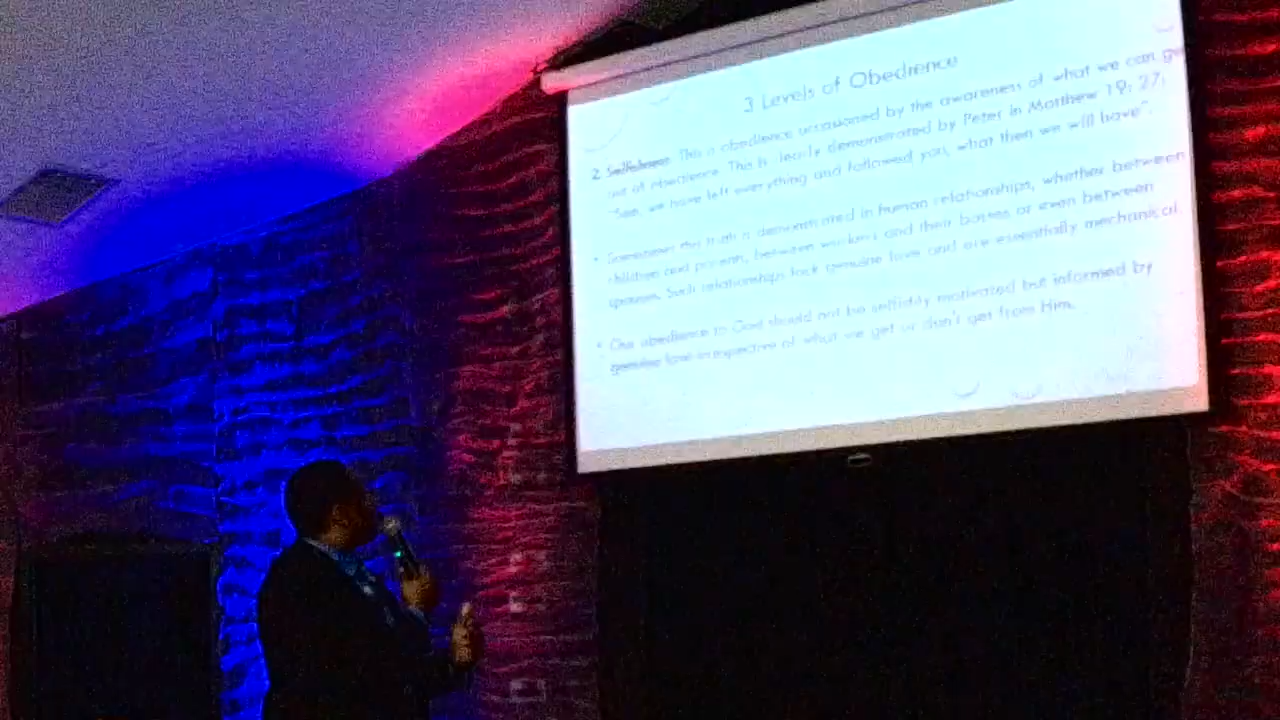 3 Levels of Obedience
2. Selfishness: This is obedience occasioned by the awareness of what we can
out of obedience. This is clearly demonstrated by Peter in Matthew 19: 27;
"See, we have left everything and followed you, what then we will have".
• Sometimes this truth is demonstrated in human relationships, whether between
children and parents, between workers and their bosses or even between
spouses. Such relationships lack genuine love and are essentially mechanical.
• Our obedience to God should not be selfishly motivated but informed by
genuine love irrespective of what we get or don't get from Him.